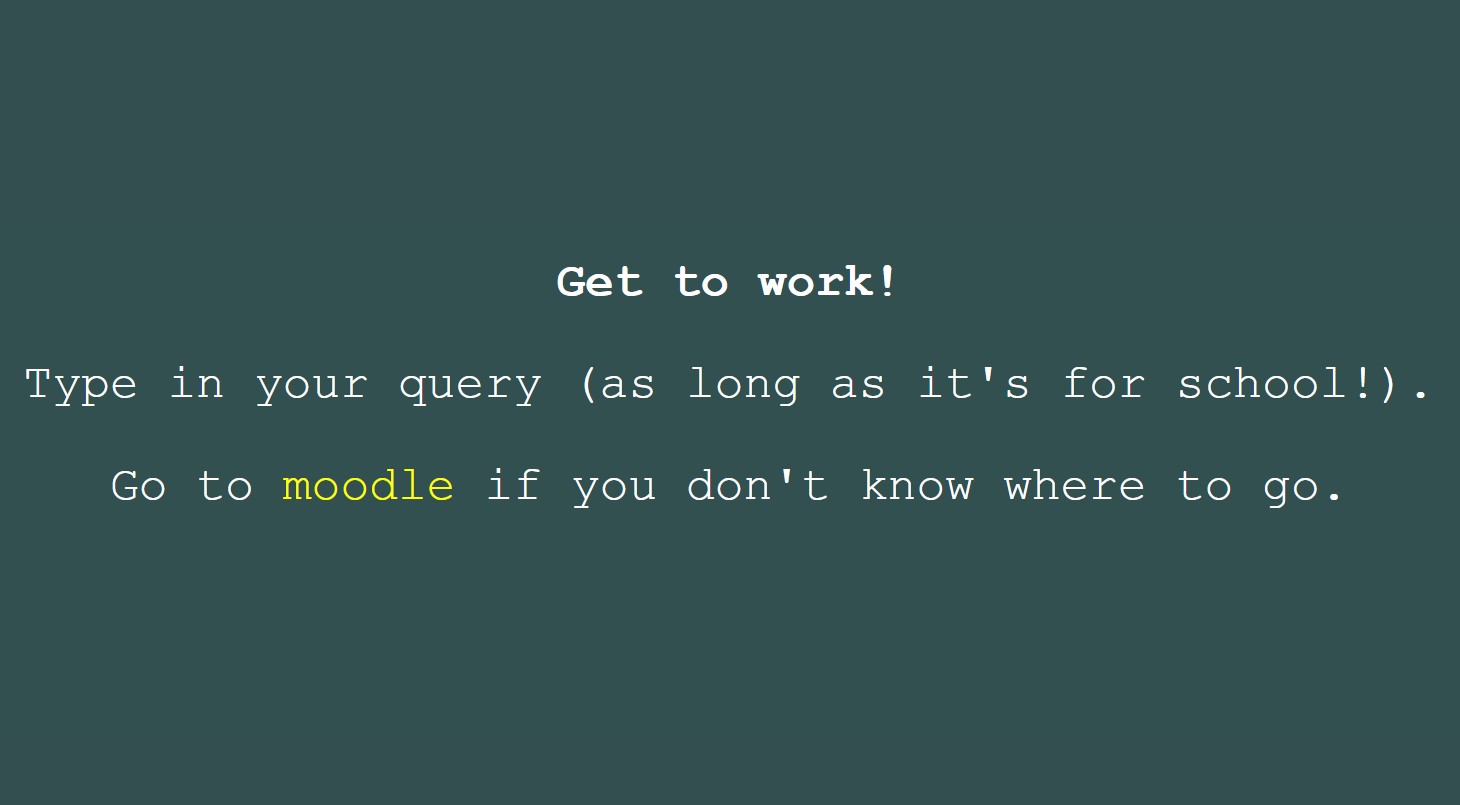 Get to work!
Type in your query (as long as it's for school!).
Go to moodle if you don't know where to go.